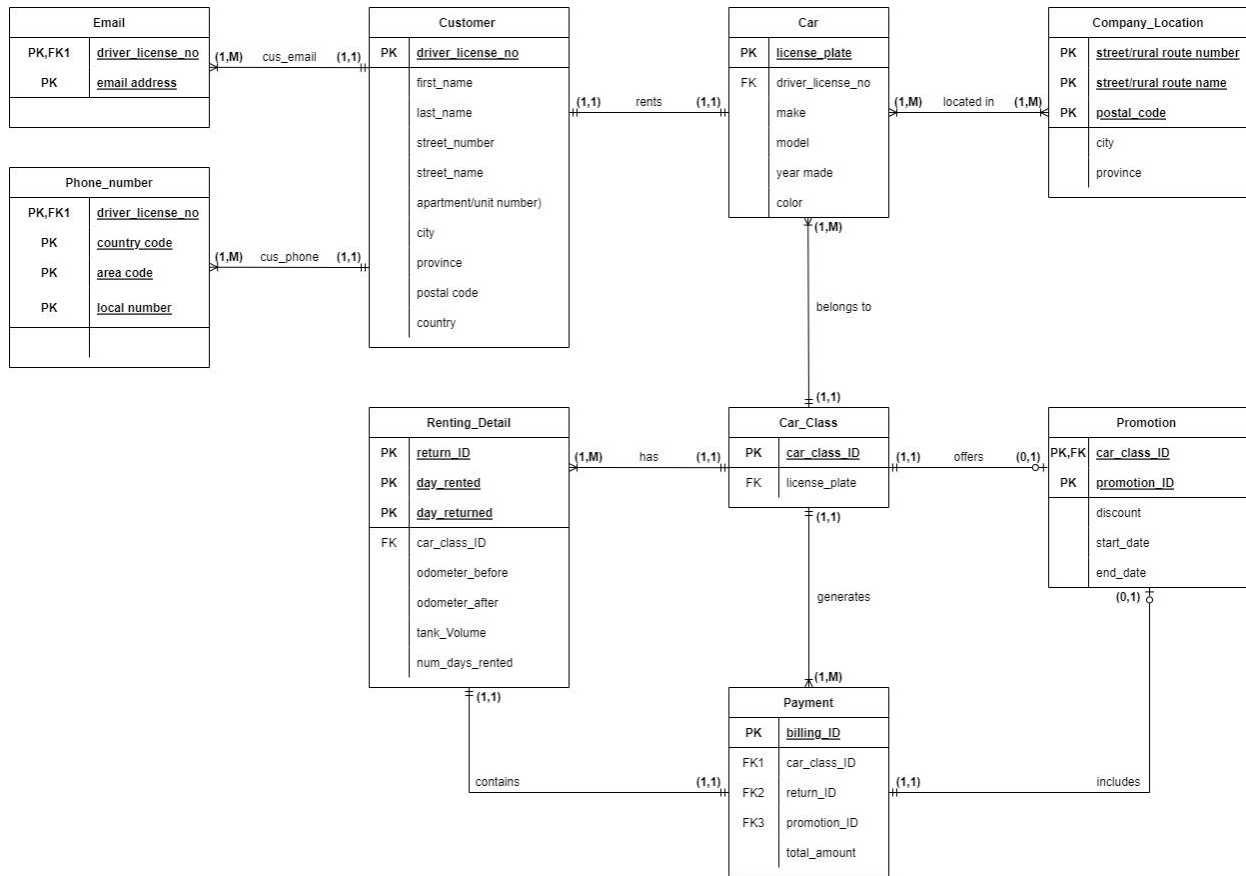 Email
PK,FK1 driver_license_no
PK email address
(1,M) cus_email (1,1)
Customer
PK driver_license_no
first_name
last_name
street_number
street_name
apartment/unit number)
city
province
postal code
country
(1,1) rents (1,1)
Car
PK license_plate
FK driver_license_no
make
model
year made
color
(1,M) located in (1,M)
Company_Location
PK street/rural route number
PK street/rural route name
PK postal_code
city
province
Phone_number
PK,FK1 driver_license_no
PK country code
PK area code
PK local number
(1,M) cus_phone (1,1)
(1,M)
belongs to
(1,1)
Renting_Detail
PK return_ID
PK day_rented
PK day_returned
FK car_class_ID
odometer_before
odometer_after
tank_Volume
num_days_rented
(1,M) has (1,1)
Car_Class
PK car_class_ID
FK license_plate
(1,1) offers (0,1)
Promotion
PK,FK car_class_ID
PK promotion_ID
discount
start_date
end_date
(1,1)
generates
(1,M)
(0,1)
(1,1)
contains (1,1)
Payment
PK billing_ID
FK1 car_class_ID
FK2 return_ID
FK3 promotion_ID
total_amount
(1,1) includes